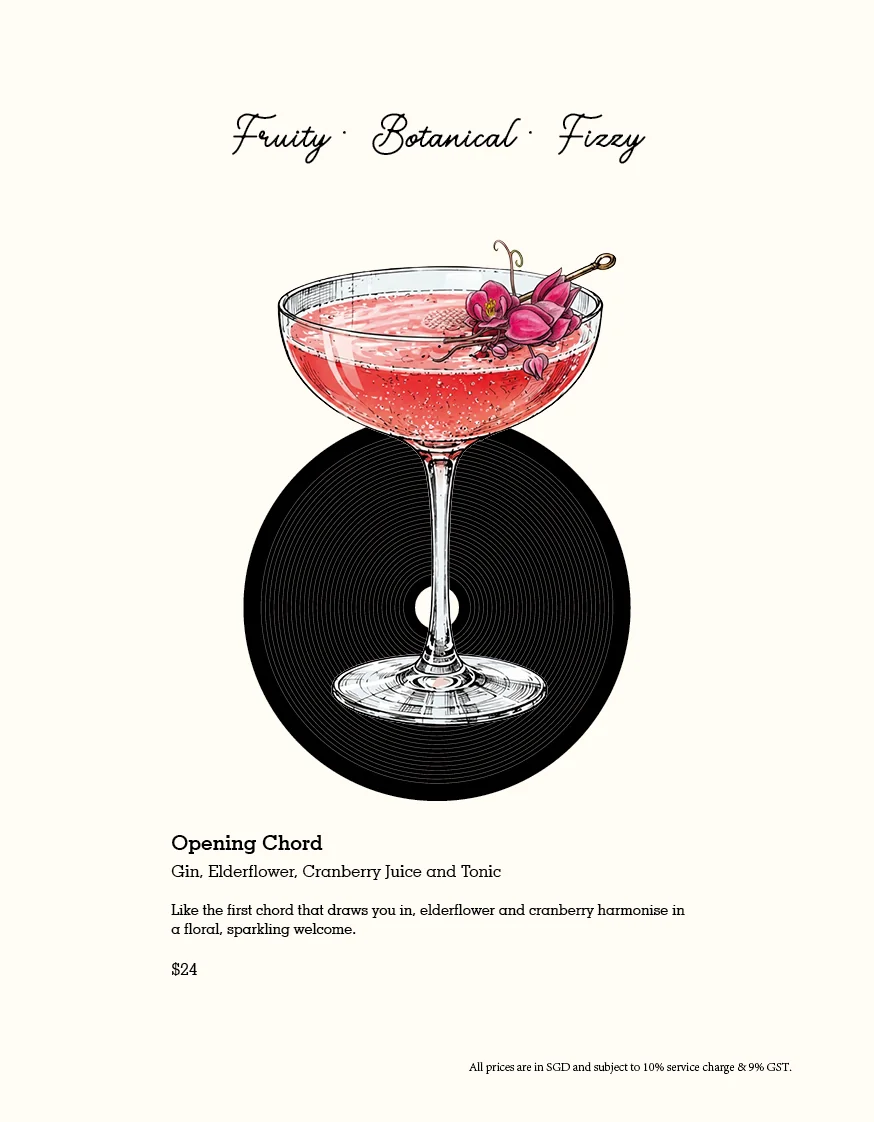 Fruity · Botanical · Fizzy
Opening Chord
Gin, Elderflower, Cranberry Juice and Tonic
Like the first chord that draws you in, elderflower and cranberry harmonise in
a floral, sparkling welcome.
$24
All prices are in SGD and subject to 10% service charge & 9% GST.